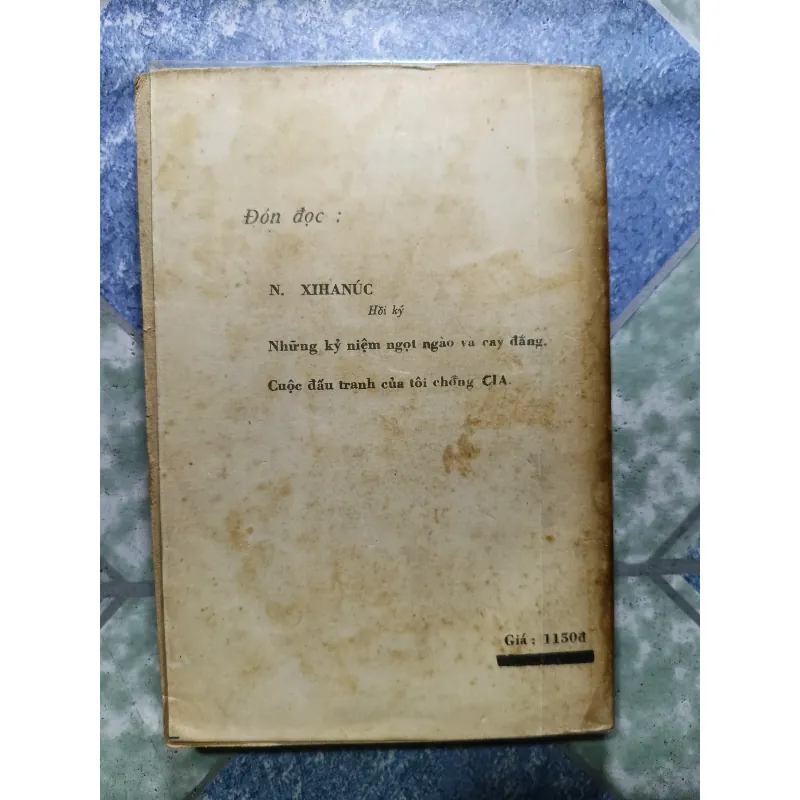 Đón đọc :
N. XIHANÚC
Hồi ký
Những kỷ niệm ngọt ngào va cay đắng.
Cuộc đấu tranh của tôi chống CIA.
Giá : 1150đ